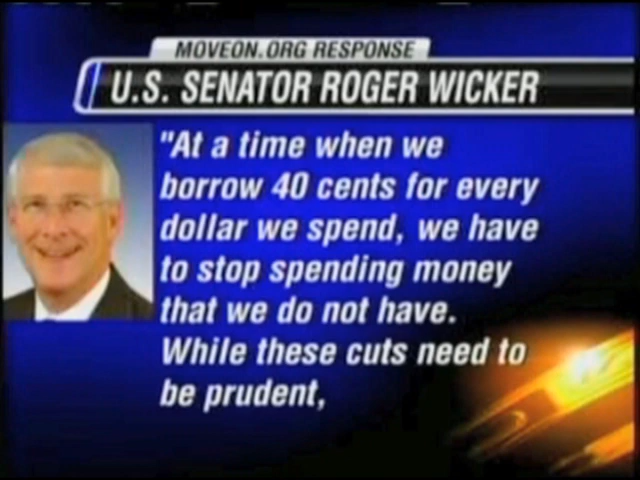 MOVEON.ORG RESPONSE
U.S. SENATOR ROGER WICKER
"At a time when we
borrow 40 cents for every
dollar we spend, we have
to stop spending money
that we do not have.
While these cuts need to
be prudent,